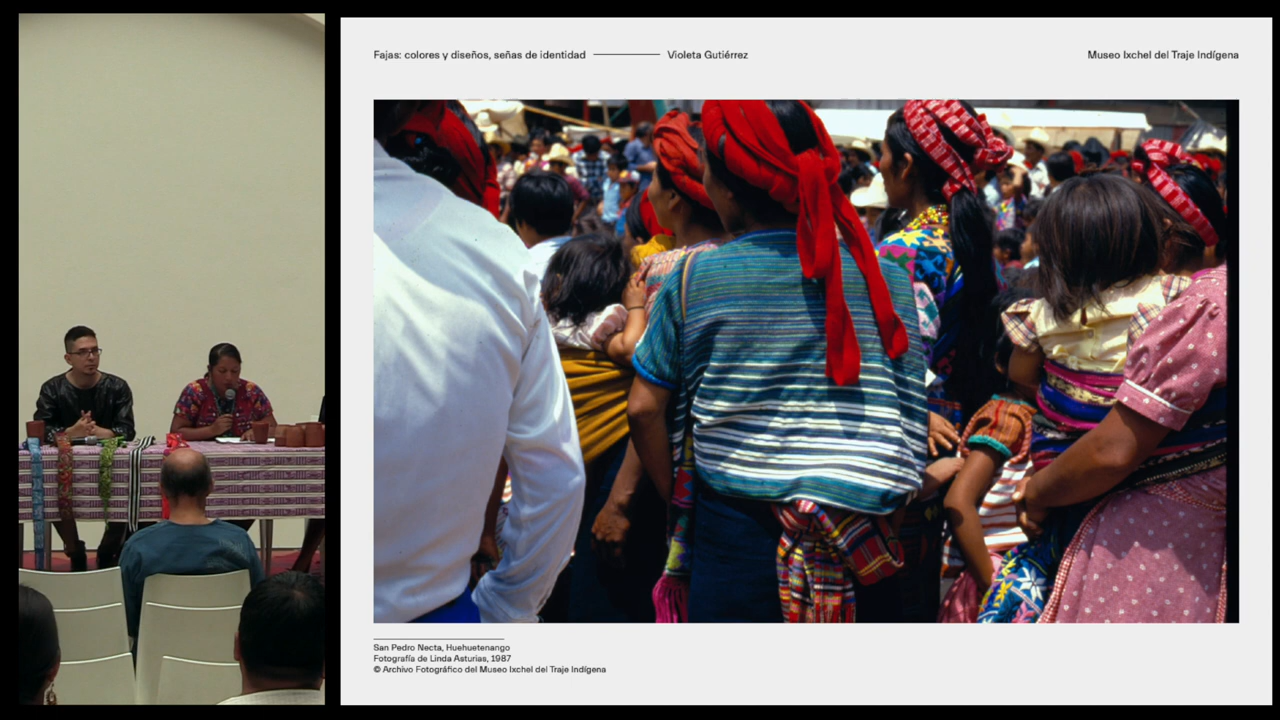 Fajas: colores y diseños, señas de identidad Violeta Gutiérrez Museo Ixchel del Traje Indígena
San Pedro Necta, Huehuetenango
Fotografía de Linda Asturias, 1987
© Archivo Fotográfico del Museo Ixchel del Traje Indígena